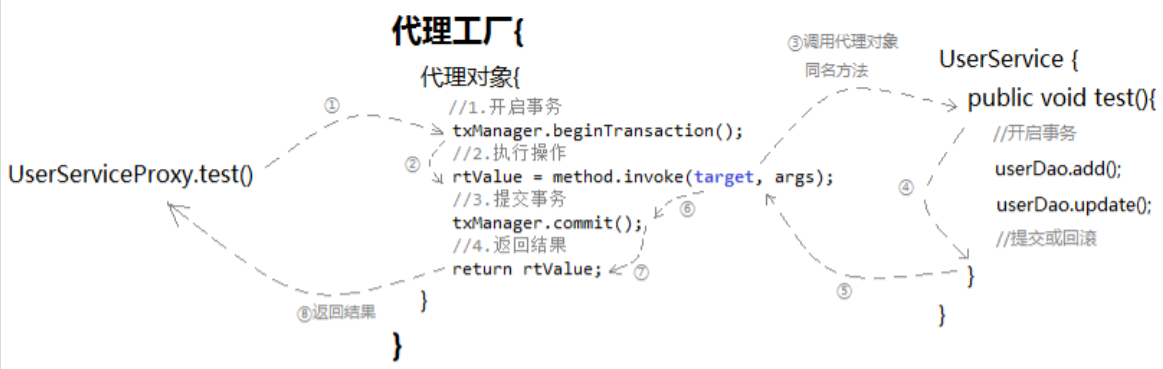 代理工厂{
代理对象{
//1.开启事务
txManager.beginTransaction();
//2.执行操作
rtValue = method.invoke(target, args);
//3.提交事务
txManager.commit();
//4.返回结果
return rtValue;
}
}
UserServiceProxy.test()
①
②
③调用代理对象
同名方法
UserService {
public void test(){
//开启事务
userDao.add();
userDao.update();
//提交或回滚
}
}
④
⑤
⑥
⑦
⑧返回结果